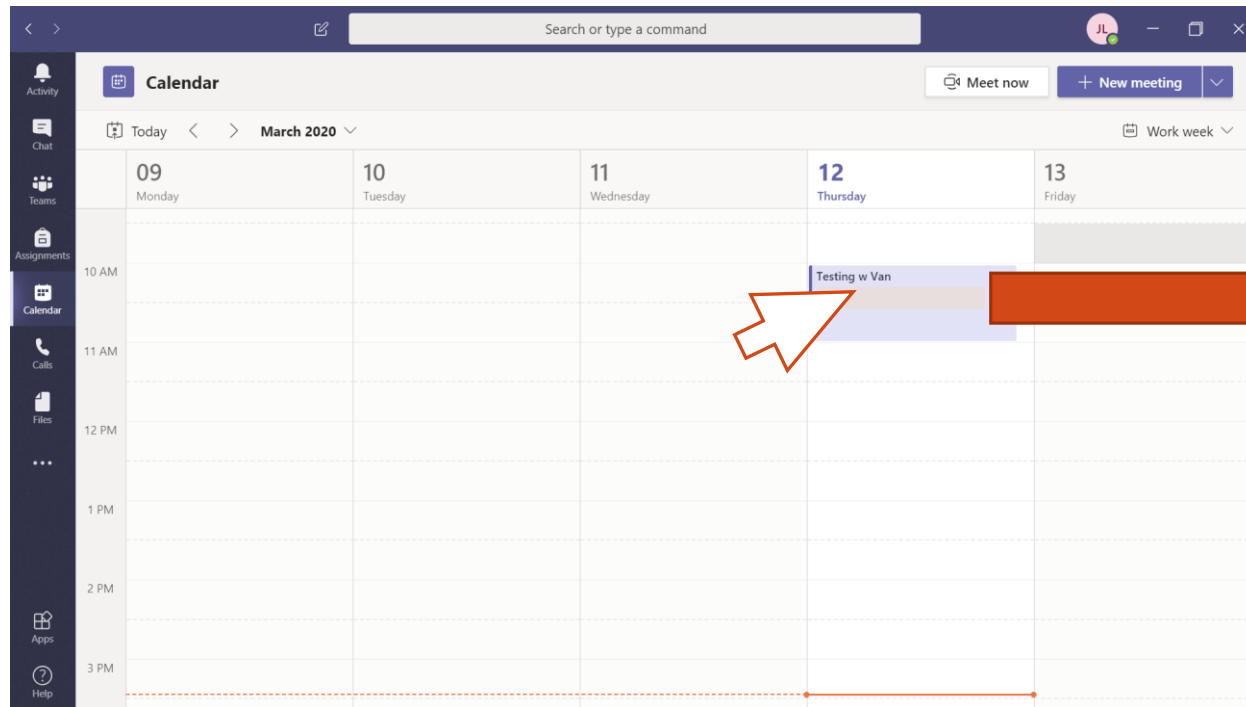 Search or type a command
JL
Activity
Chat
Teams
Assignments
Calendar
Calls
Files
Apps
Help
Calendar
Meet now
New meeting
Today
March 2020
Work week
09
Monday
10
Tuesday
11
Wednesday
12
Thursday
13
Friday
10 AM
Testing w Van
11 AM
12 PM
1 PM
2 PM
3 PM